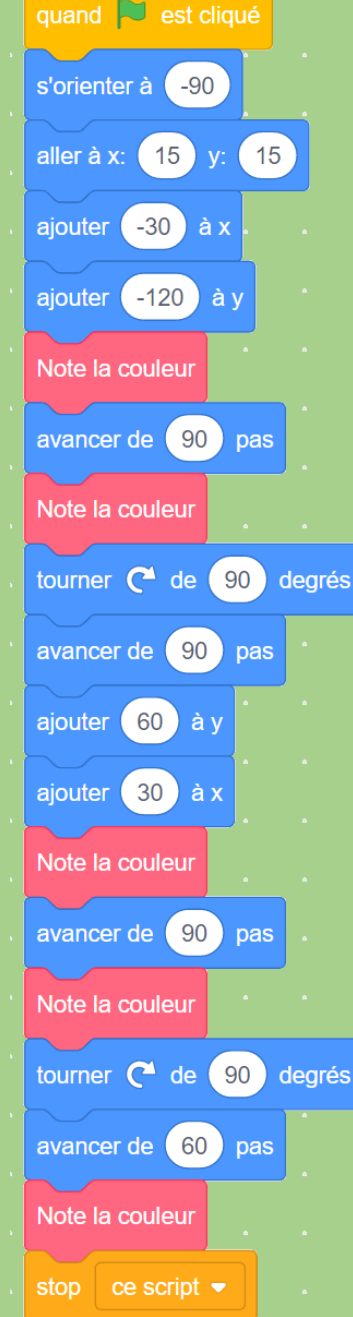 quand est cliqué
s'orienter à -90
aller à x: 15 y: 15
ajouter -30 à x
ajouter -120 à y
Note la couleur
avancer de 90 pas
Note la couleur
tourner de 90 degrés
avancer de 90 pas
ajouter 60 à y
ajouter 30 à x
Note la couleur
avancer de 90 pas
Note la couleur
tourner de 90 degrés
avancer de 60 pas
Note la couleur
stop ce script